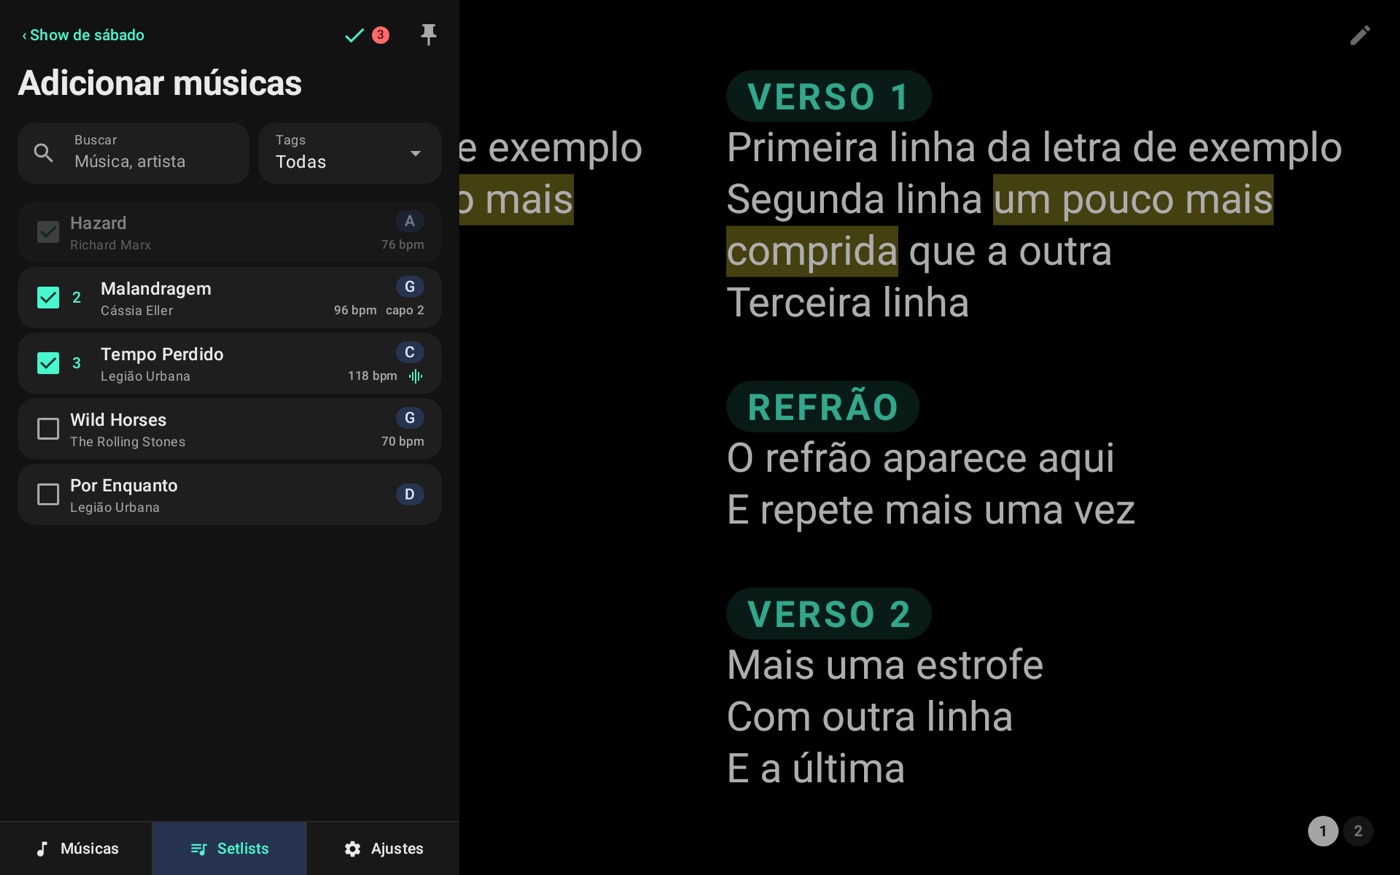 ‹ Show de sábado
3
Adicionar músicas
Buscar
Música, artista
Tags
Todas
Hazard
A
Richard Marx
76 bpm
2
Malandragem
G
Cássia Eller
96 bpm capo 2
3
Tempo Perdido
C
Legião Urbana
118 bpm
Wild Horses
G
The Rolling Stones
70 bpm
Por Enquanto
D
Legião Urbana
Músicas
Setlists
Ajustes
e exemplo
o mais
VERSO 1
Primeira linha da letra de exemplo
Segunda linha um pouco mais
comprida que a outra
Terceira linha
REFRÃO
O refrão aparece aqui
E repete mais uma vez
VERSO 2
Mais uma estrofe
Com outra linha
E a última
1 2